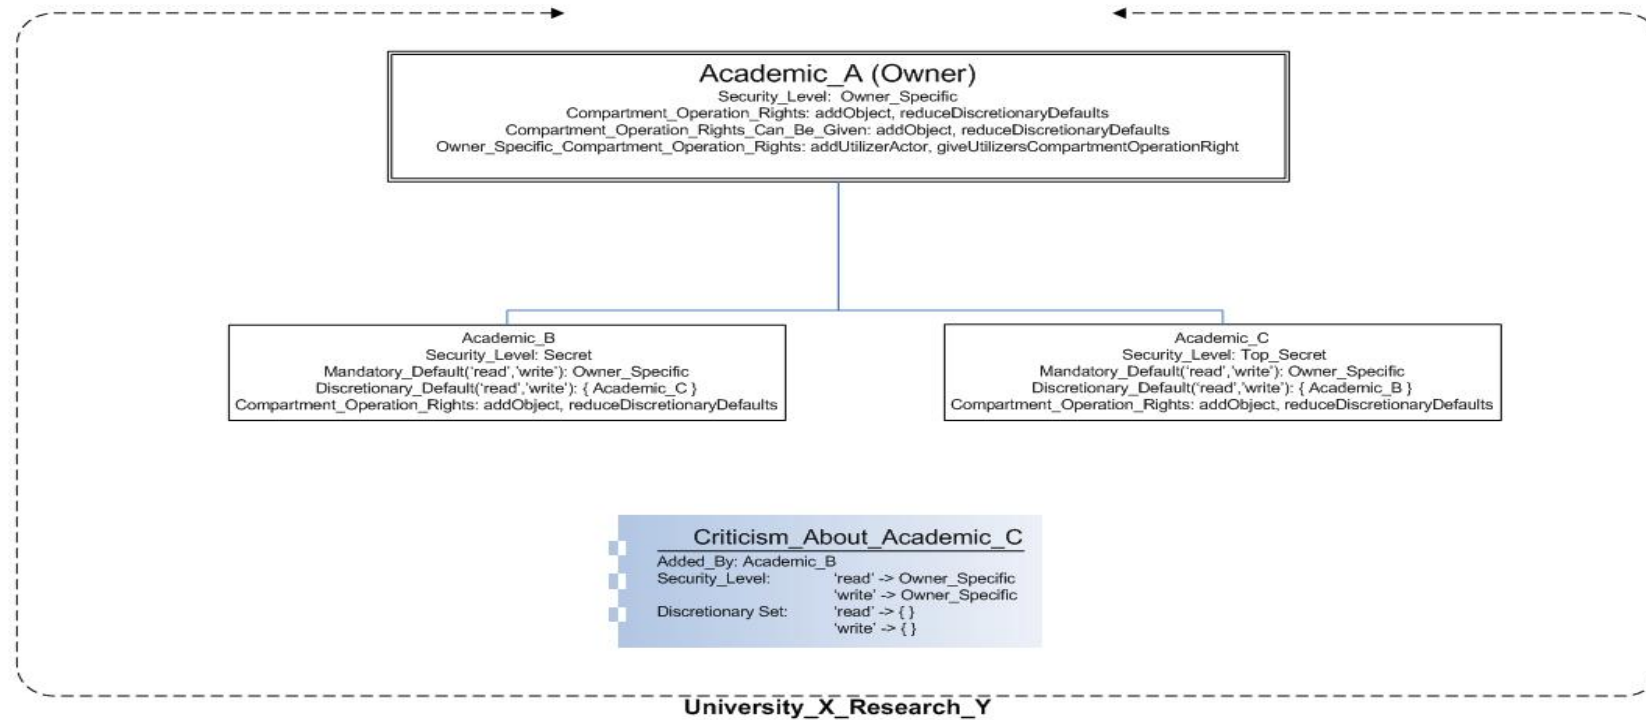 Academic_A (Owner)
Security_Level: Owner_Specific
Compartment_Operation_Rights: addObject, reduceDiscretionaryDefaults
Compartment_Operation_Rights_Can_Be_Given: addObject, reduceDiscretionaryDefaults
Owner_Specific_Compartment_Operation_Rights: addUtilizerActor, giveUtilizersCompartmentOperationRight
Academic_B
Security_Level: Secret
Mandatory_Default('read','write'): Owner_Specific
Discretionary_Default('read','write'): { Academic_C }
Compartment_Operation_Rights: addObject, reduceDiscretionaryDefaults
Academic_C
Security_Level: Top_Secret
Mandatory_Default('read','write'): Owner_Specific
Discretionary_Default('read','write'): { Academic_B }
Compartment_Operation_Rights: addObject, reduceDiscretionaryDefaults
Criticism_About_Academic_C
Added_By: Academic_B
Security_Level: 'read' -> Owner_Specific
'write' -> Owner_Specific
Discretionary Set: 'read' -> { }
'write' -> { }
University_X_Research_Y